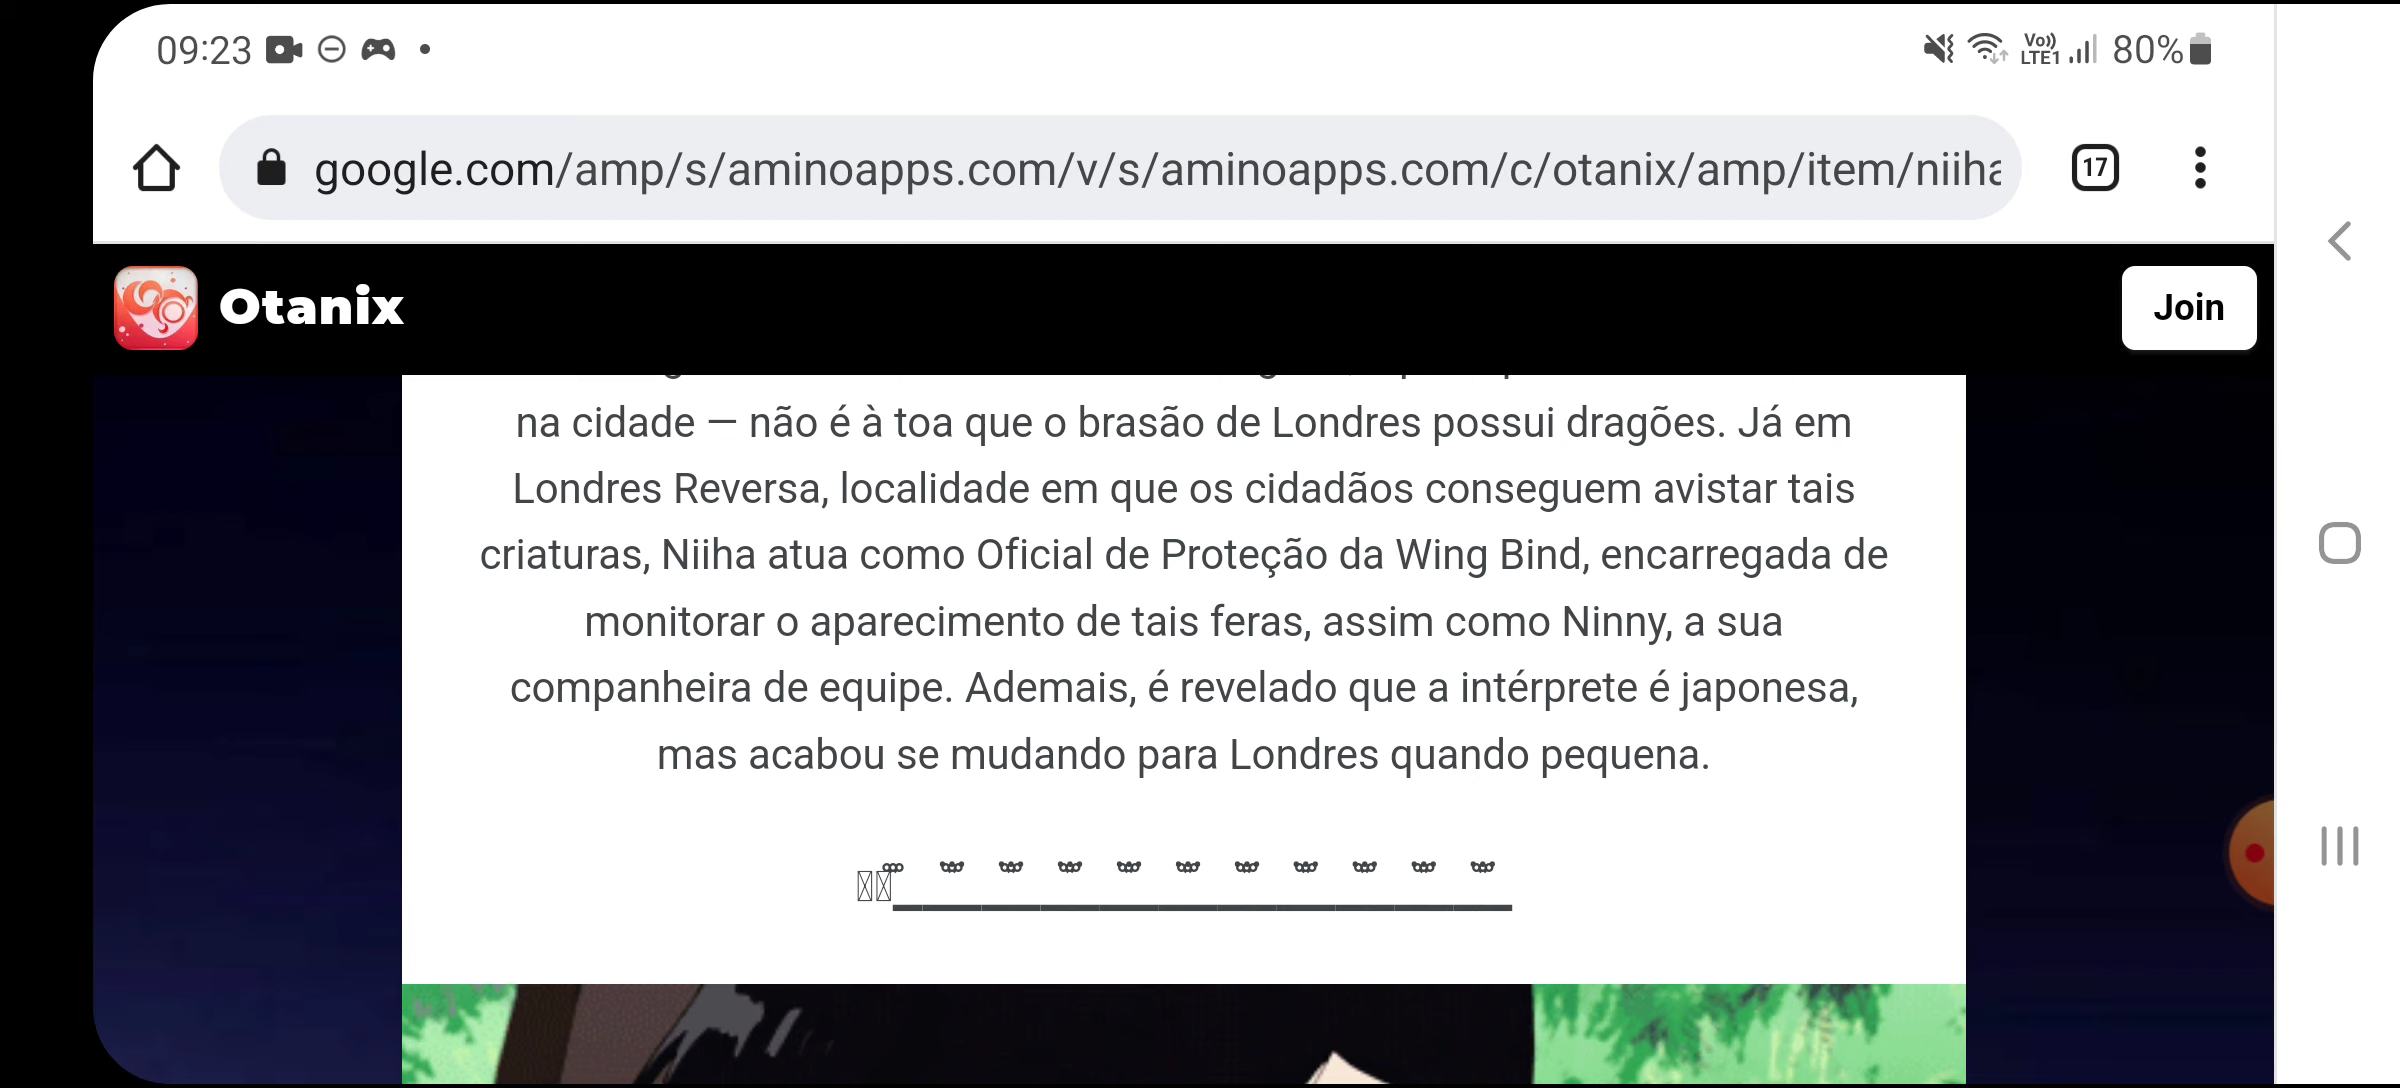 09:23
Vo))
LTE1
80%
google.com/amp/s/aminoapps.com/v/s/aminoapps.com/c/otanix/amp/item/niiha
17
Otanix
Join
na cidade — não é à toa que o brasão de Londres possui dragões. Já em
Londres Reversa, localidade em que os cidadãos conseguem avistar tais
criaturas, Niiha atua como Oficial de Proteção da Wing Bind, encarregada de
monitorar o aparecimento de tais feras, assim como Ninny, a sua
companheira de equipe. Ademais, é revelado que a intérprete é japonesa,
mas acabou se mudando para Londres quando pequena.